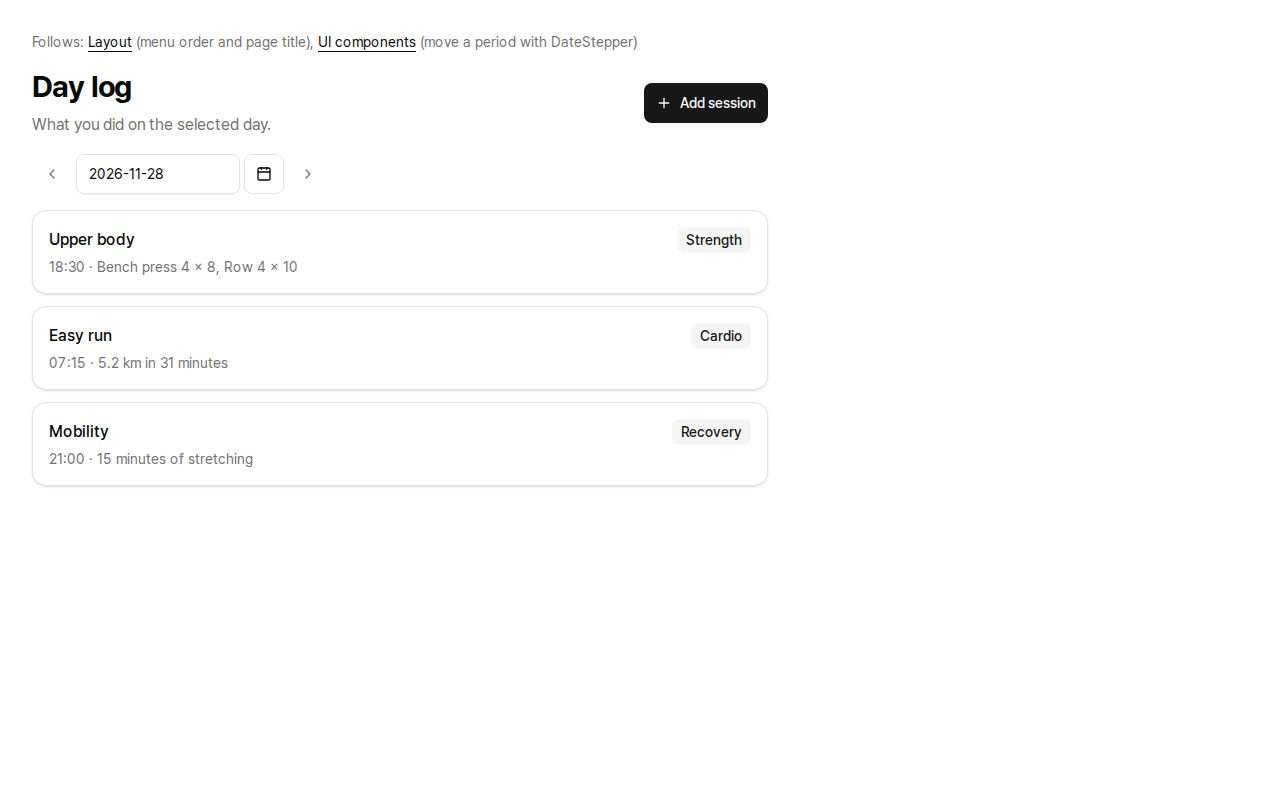 Follows: Layout (menu order and page title), UI components (move a period with DateStepper)
Day log
What you did on the selected day.
Add session
2026-11-28
Upper body
Strength
18:30 · Bench press 4 × 8, Row 4 × 10
Easy run
Cardio
07:15 · 5.2 km in 31 minutes
Mobility
Recovery
21:00 · 15 minutes of stretching